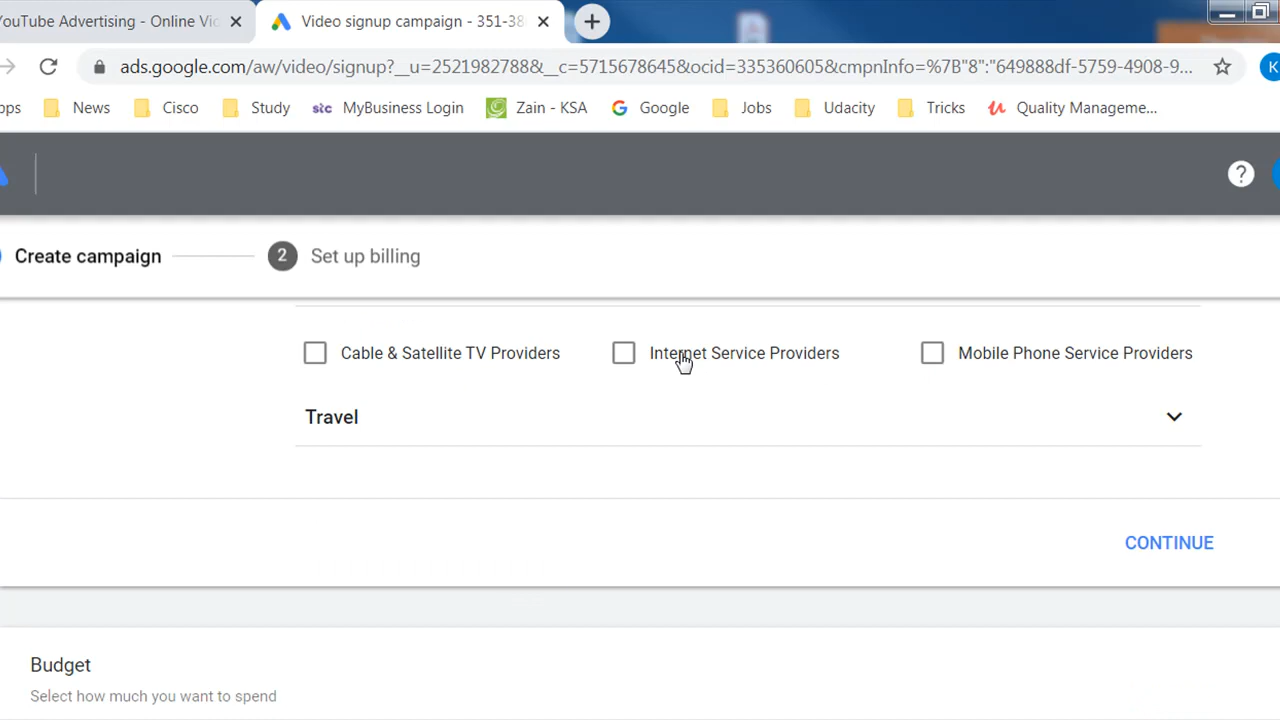 YouTube Advertising - Online Vic
Video signup campaign - 351-38
ads.google.com/aw/video/signup?__u=2521982788&__c=5715678645&ocid=335360605&cmpnInfo=%7B"8":"649888df-5759-4908-9...
K
pps News Cisco Study stc MyBusiness Login Zain - KSA Google Jobs Udacity Tricks Quality Manageme...
?
Create campaign 2 Set up billing
Cable & Satellite TV Providers Internet Service Providers Mobile Phone Service Providers
Travel
CONTINUE
Budget
Select how much you want to spend